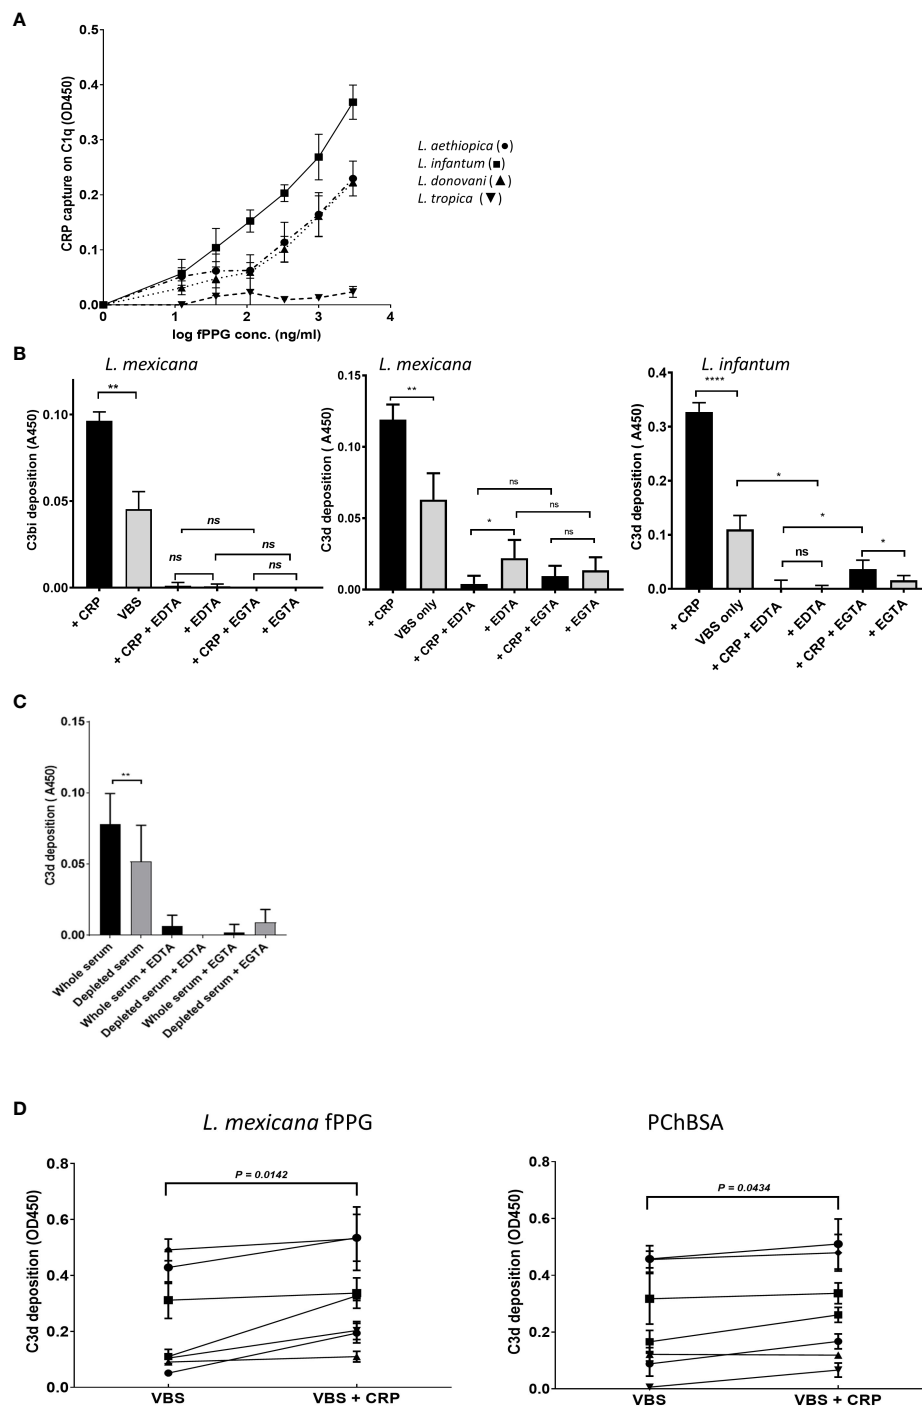 A
0.5
0.4
0.3
0.2
0.1
0.0
0 1 2 3 4
CRP capture on C1q (OD450)
log fPPG conc. (ng/ml)
L. aethiopica (●)
L. infantum (■)
L. donovani (▲)
L. tropica (▼)
B
L. mexicana
C3bi deposition (A450)
0.10
0.05
0.00
**
ns
ns
ns
ns
+ CRP
VBS
+ CRP + EDTA
+ EDTA
+ CRP + EGTA
+ EGTA
L. mexicana
C3d deposition ( A450)
0.15
0.10
0.05
0.00
**
ns
ns
*
ns
+ CRP
VBS only
+ CRP + EDTA
+ EDTA
+ CRP + EGTA
+ EGTA
L. infantum
C3d deposition ( A450)
0.4
0.3
0.2
0.1
0.0
****
*
*
ns
*
+ CRP
VBS only
+ CRP + EDTA
+ EDTA
+ CRP + EGTA
+ EGTA
C
C3d deposition ( A450)
0.15
0.10
0.05
0.00
**
Whole serum
Depleted serum
Whole serum + EDTA
Depleted serum + EDTA
Whole serum + EGTA
Depleted serum + EGTA
D
L. mexicana fPPG
C3d deposition (OD450)
0.8
0.6
0.4
0.2
0.0
P = 0.0142
VBS
VBS + CRP
PChBSA
C3d deposition (OD450)
0.8
0.6
0.4
0.2
0.0
P = 0.0434
VBS
VBS + CRP